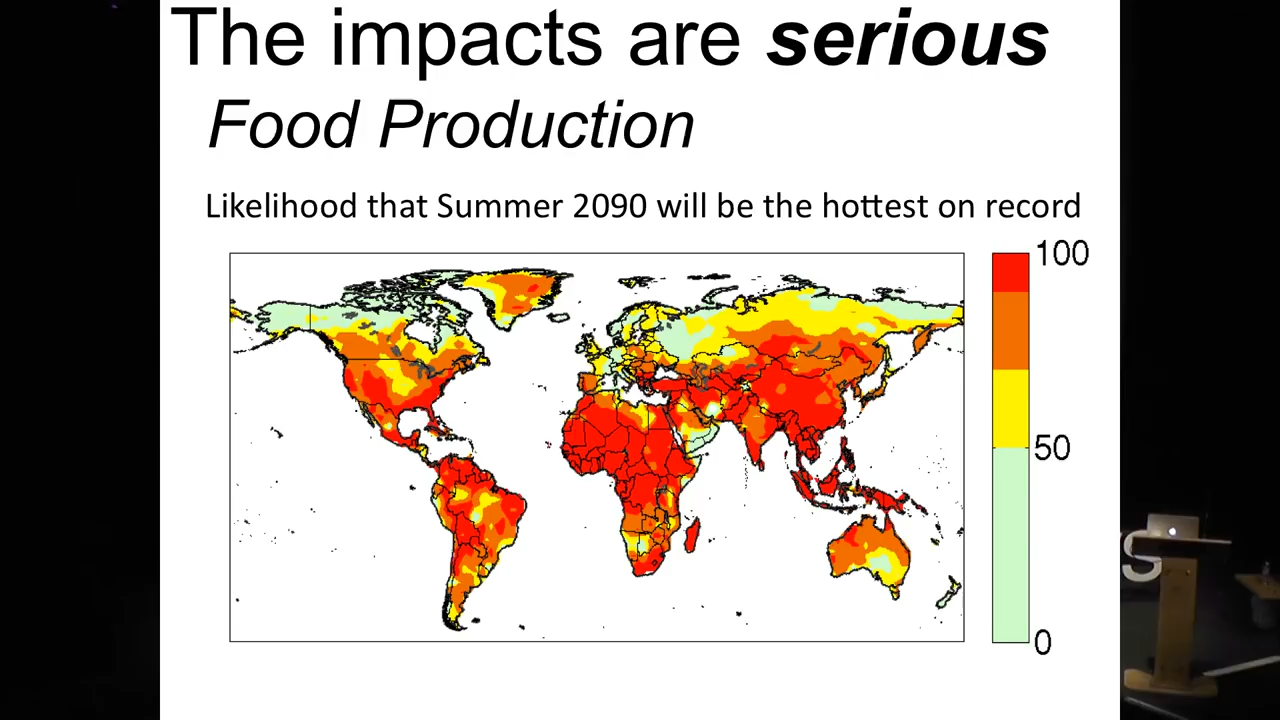 The impacts are serious
Food Production
Likelihood that Summer 2090 will be the hottest on record
100
50
0
S